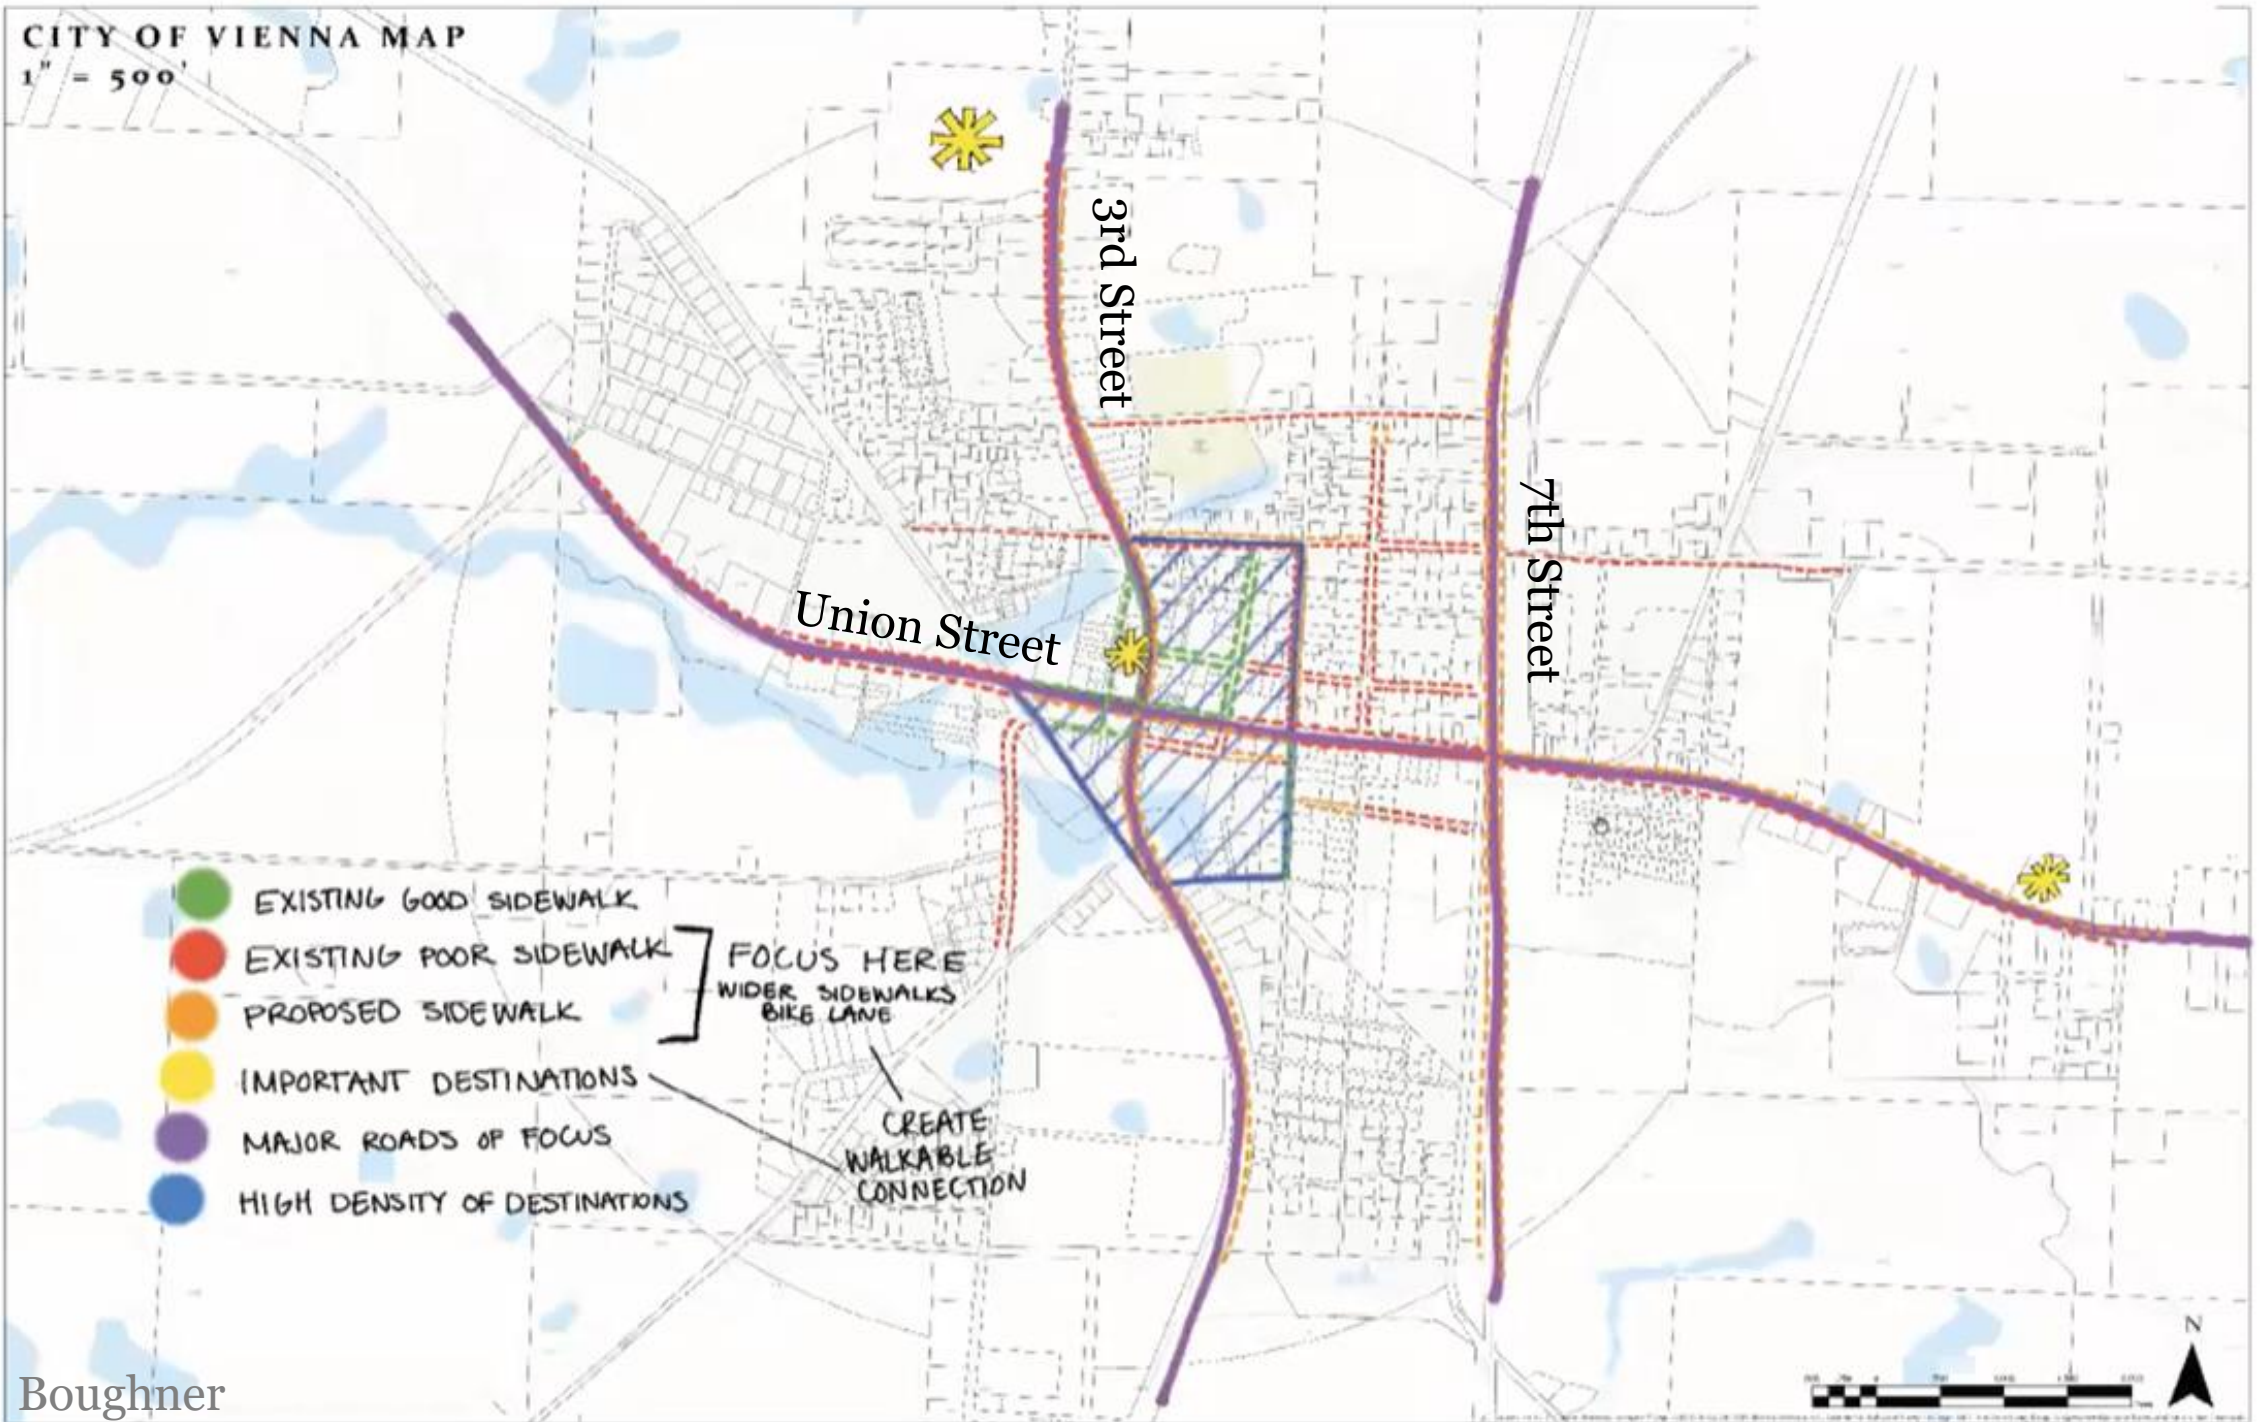 CITY OF VIENNA MAP
1" = 500'
3rd Street
7th Street
Union Street
EXISTING GOOD SIDEWALK
EXISTING POOR SIDEWALK
PROPOSED SIDEWALK
FOCUS HERE
WIDER SIDEWALKS
BIKE LANE
IMPORTANT DESTINATIONS
MAJOR ROADS OF FOCUS
HIGH DENSITY OF DESTINATIONS
CREATE
WALKABLE
CONNECTION
N
Boughner